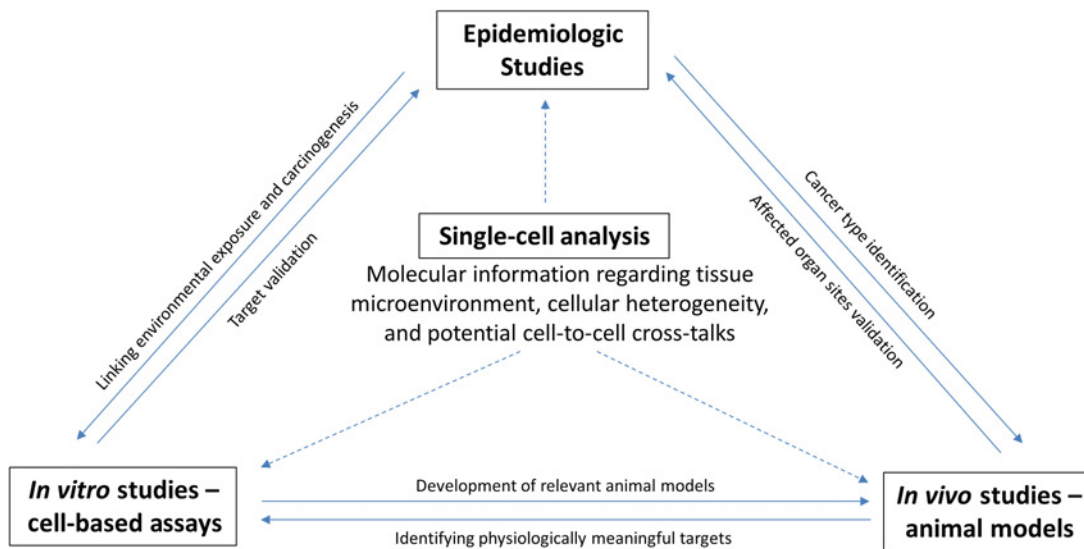 Epidemiologic
Studies
Linking environmental exposure and carcinogenesis
Target validation
Cancer type identification
Affected organ sites validation
Single-cell analysis
Molecular information regarding tissue
microenvironment, cellular heterogeneity,
and potential cell-to-cell cross-talks
In vitro studies –
cell-based assays
Development of relevant animal models
Identifying physiologically meaningful targets
In vivo studies –
animal models